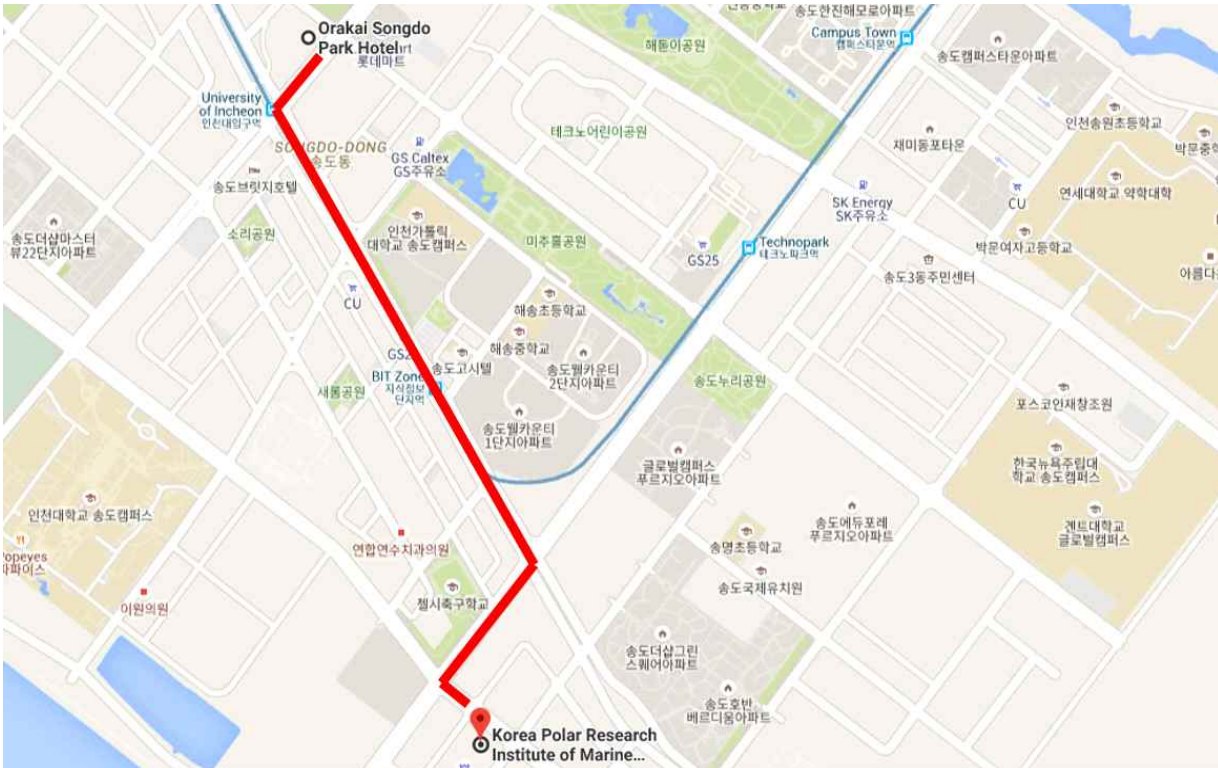 Orakai Songdo
Park Hotel
롯데마트
해돋이공원
송도한진해모로아파트
Campus Town
캠퍼스타운역
송도캠퍼스타운아파트
University
of Incheon
인천대입구역
SONGDO-DONG
송도동
GS Caltex
GS주유소
테크노어린이공원
인천송원초등학교
재미동포타운
박문중학
송도브릿지호텔
SK Energy
SK주유소
CU
연세대학교 약학대학
송도더샵마스터
뷰22단지아파트
소리공원
인천가톨릭
대학교 송도캠퍼스
미추홀공원
GS25
Technopark
테크노파크역
박문여자고등학교
송도3동주민센터
아름다
CU
해송초등학교
해송중학교
GS2
송도고시텔
BIT Zone
지식정보
단지역
새롬공원
송도웰카운티
2단지아파트
송도누리공원
포스코인재창조원
송도웰카운티
1단지아파트
글로벌캠퍼스
푸르지오아파트
한국뉴욕주립대
학교 송도캠퍼스
인천대학교 송도캠퍼스
연합연수치과의원
송도에듀포레
푸르지오아파트
겐트대학교
글로벌캠퍼스
송명초등학교
Popeyes
파파이스
송도국제유치원
이원의원
첼시축구학교
송도더샵그린
스퀘어아파트
송도호반
베르디움아파트
Korea Polar Research
Institute of Marine...